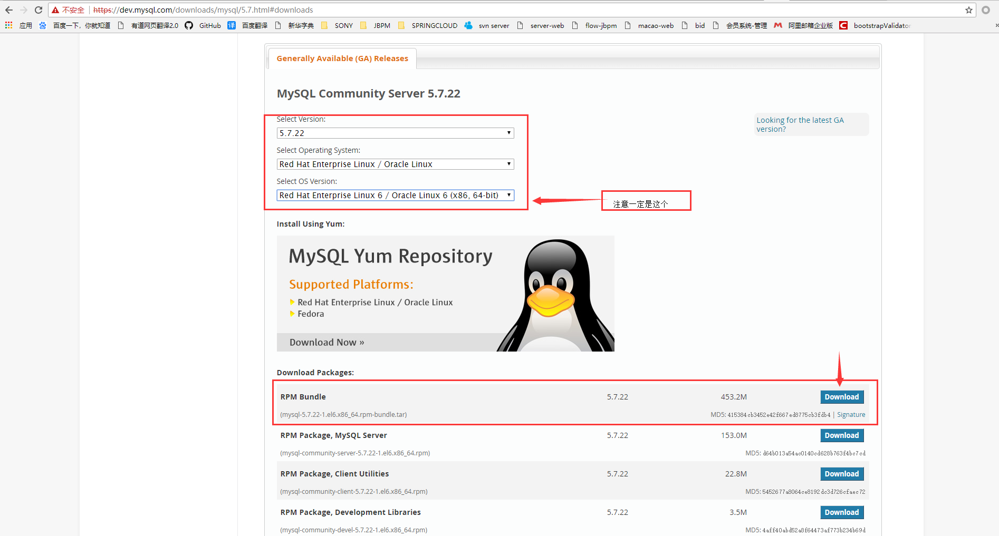 不安全 https://dev.mysql.com/downloads/mysql/5.7.html#downloads
应用 百度一下，你就知道 有道网页翻译2.0 GitHub 译 百度翻译 新华字典 SONY JBPM SPRINGCLOUD svn server server-web flow-jbpm macao-web bid 会员系统-管理 阿里邮箱企业版 bootstrapValidator
Generally Available (GA) Releases
MySQL Community Server 5.7.22
Select Version:
5.7.22
Looking for the latest GA
version?
Select Operating System:
Red Hat Enterprise Linux / Oracle Linux
Select OS Version:
Red Hat Enterprise Linux 6 / Oracle Linux 6 (x86, 64-bit)
注意一定是这个
Install Using Yum:
MySQL Yum Repository
Supported Platforms:
Red Hat Enterprise Linux / Oracle Linux
Fedora
Download Now »
Download Packages:
RPM Bundle 5.7.22 453.2M Download
(mysql-5.7.22-1.el6.x86_64.rpm-bundle.tar) MD5: 415384cb3452e42f667ed8775cb3fdb4 | Signature
RPM Package, MySQL Server 5.7.22 153.0M Download
(mysql-community-server-5.7.22-1.el6.x86_64.rpm) MD5: d64b013a54ac0140cd628b763f4bc7cd
RPM Package, Client Utilities 5.7.22 22.8M Download
(mysql-community-client-5.7.22-1.el6.x86_64.rpm) MD5: 5452677a8064ce8192dc3d726cfaec72
RPM Package, Development Libraries 5.7.22 3.5M Download
(mysql-community-devel-5.7.22-1.el6.x86_64.rpm) MD5: 4aff40abd52a8f64473af773b234b69d